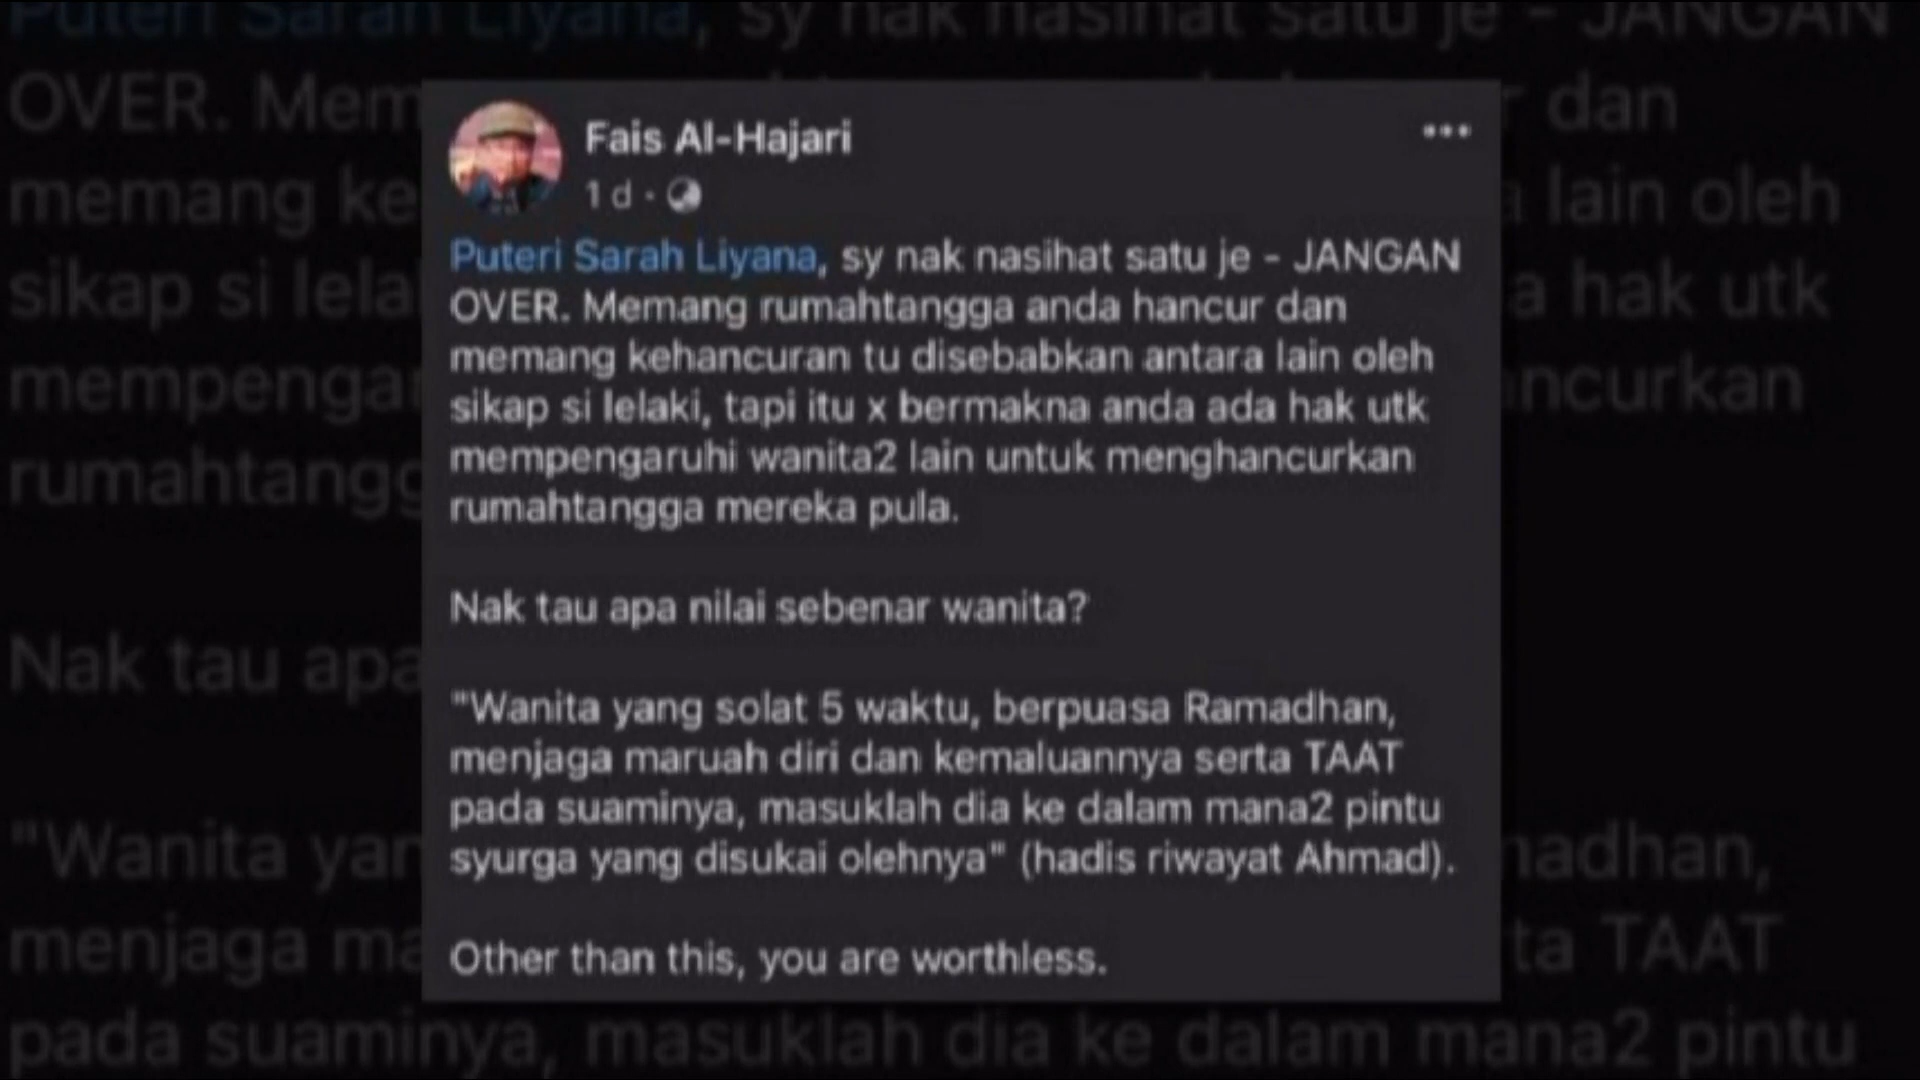 Fais Al-Hajari
1 d ·
Puteri Sarah Liyana, sy nak nasihat satu je - JANGAN
OVER. Memang rumahtangga anda hancur dan
memang kehancuran tu disebabkan antara lain oleh
sikap si lelaki, tapi itu x bermakna anda ada hak utk
mempengaruhi wanita2 lain untuk menghancurkan
rumahtangga mereka pula.
Nak tau apa nilai sebenar wanita?
"Wanita yang solat 5 waktu, berpuasa Ramadhan,
menjaga maruah diri dan kemaluannya serta TAAT
pada suaminya, masuklah dia ke dalam mana2 pintu
syurga yang disukai olehnya" (hadis riwayat Ahmad).
Other than this, you are worthless.